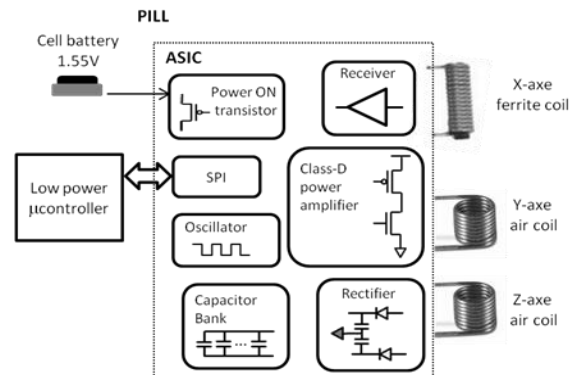 PILL
Cell battery
1.55V
ASIC
Power ON
transistor
Receiver
X-axe
ferrite coil
Low power
µcontroller
SPI
Class-D
power
amplifier
Y-axe
air coil
Oscillator
Z-axe
air coil
Capacitor
Bank
...
Rectifier